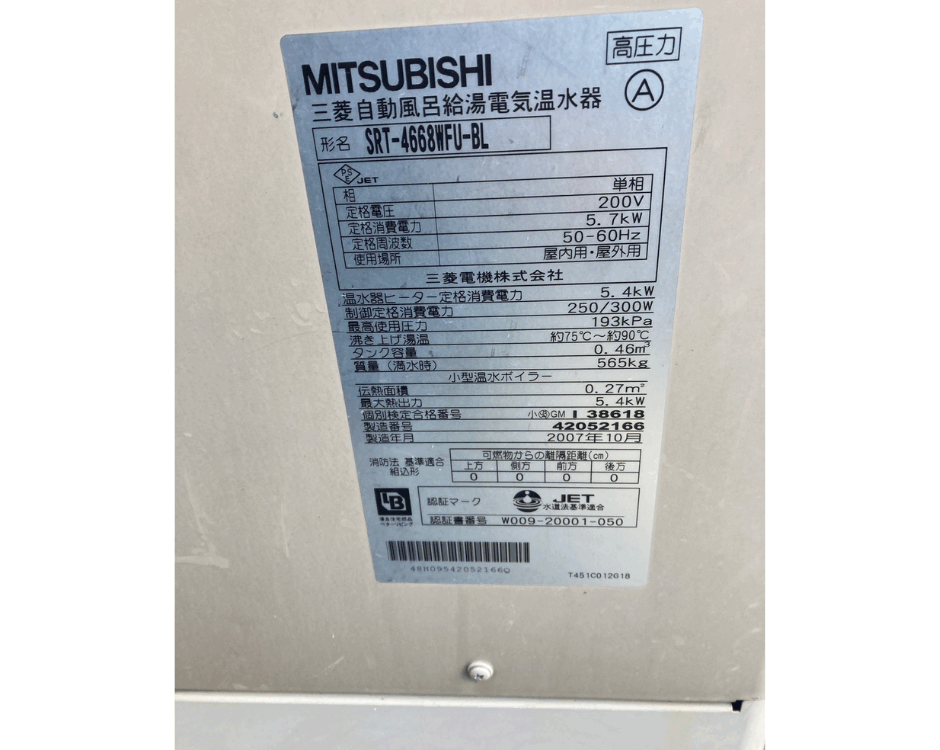 高圧力
MITSUBISHI
三菱自動風呂給湯電気温水器 A
形名 SRT-4668WFU-BL
PSE JET
相 単相
定格電圧 200V
定格消費電力 5.7kW
定格周波数 50-60Hz
使用場所 屋内用・屋外用
三菱電機株式会社
温水器ヒーター定格消費電力 5.4kW
制御定格消費電力 250/300W
最高使用圧力 193kPa
沸き上げ湯温 約75℃〜約90℃
タンク容量 0.46m³
質量(満水時) 565kg
小型温水ボイラー
伝熱面積 0.27m²
最大熱出力 5.4kW
個別検定合格番号 GM I 38618
製造番号 42052166
製造年月 2007年10月
消防法 基準適合
組込形
可燃物からの離隔距離(cm)
上方 側方 前方 後方
0 0 0 0
認証マーク JET
水道法基準適合
認証書番号 W009-20001-050
優良住宅部品
48H0954205216​6Q
T451C012G18